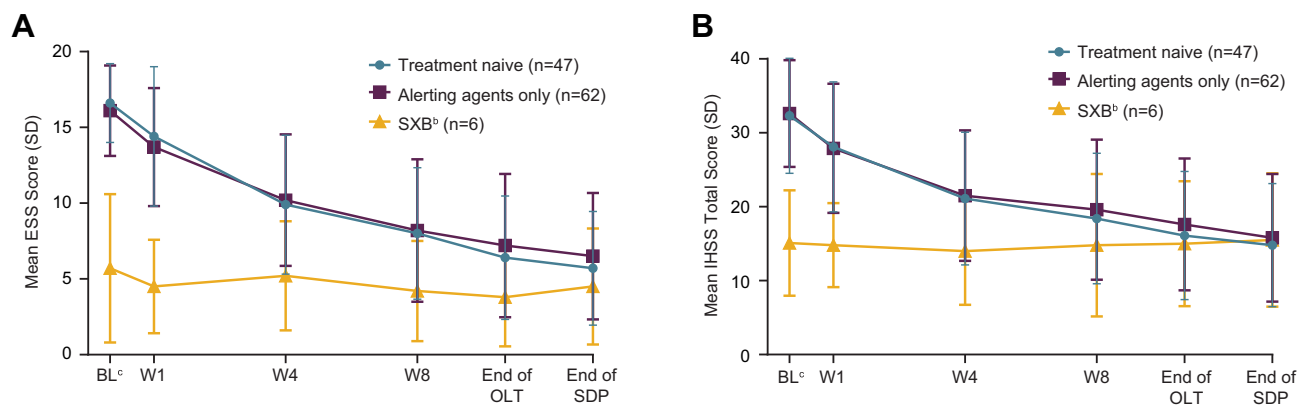 A
Mean ESS Score (SD)
20
15
10
5
0
Treatment naive (n=47)
Alerting agents only (n=62)
SXBᵇ (n=6)
BLᶜ
W1
W4
W8
End of
OLT
End of
SDP
B
Mean IHSS Total Score (SD)
40
30
20
10
0
Treatment naive (n=47)
Alerting agents only (n=62)
SXBᵇ (n=6)
BLᶜ
W1
W4
W8
End of
OLT
End of
SDP